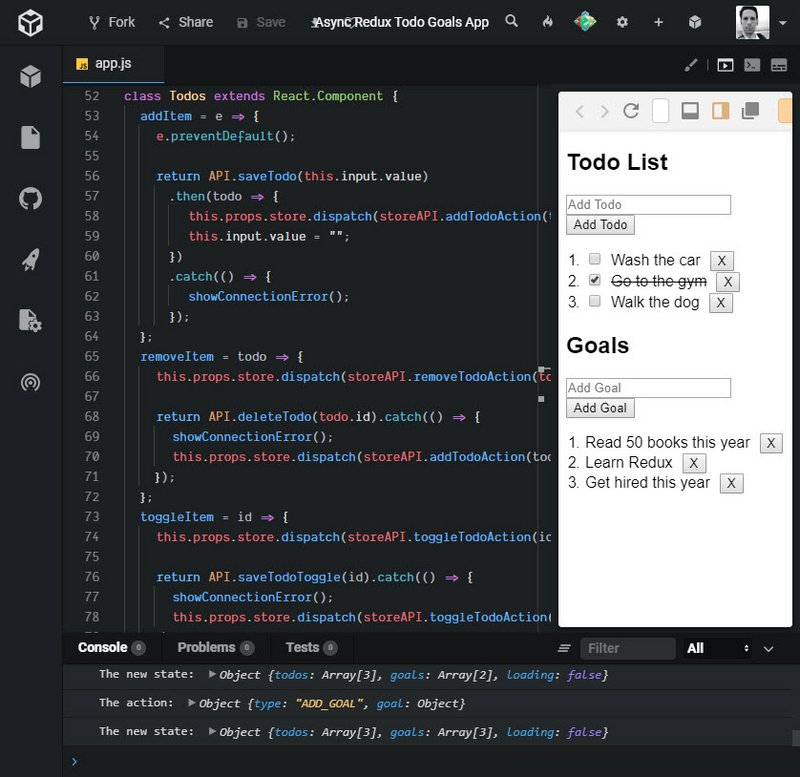 Fork Share Save Async Redux Todo Goals App
JS app.js
52 class Todos extends React.Component {
53 addItem = e => {
54 e.preventDefault();
55
56 return API.saveTodo(this.input.value)
57 .then(todo => {
58 this.props.store.dispatch(storeAPI.addTodoAction(
59 this.input.value = "";
60 })
61 .catch(() => {
62 showConnectionError();
63 });
64 };
65 removeItem = todo => {
66 this.props.store.dispatch(storeAPI.removeTodoAction(to
67
68 return API.deleteTodo(todo.id).catch(() => {
69 showConnectionError();
70 this.props.store.dispatch(storeAPI.addTodoAction(tod
71 });
72 };
73 toggleItem = id => {
74 this.props.store.dispatch(storeAPI.toggleTodoAction(id
75
76 return API.saveTodoToggle(id).catch(() => {
77 showConnectionError();
78 this.props.store.dispatch(storeAPI.toggleTodoAction(
Todo List
Add Todo
Add Todo
1. Wash the car X
2. Go to the gym X
3. Walk the dog X
Goals
Add Goal
Add Goal
1. Read 50 books this year X
2. Learn Redux X
3. Get hired this year X
Console 0 Problems 0 Tests 0 Filter All
The new state: ▶Object {todos: Array[3], goals: Array[2], loading: false}
The action: ▶Object {type: "ADD_GOAL", goal: Object}
The new state: ▶Object {todos: Array[3], goals: Array[3], loading: false}
>